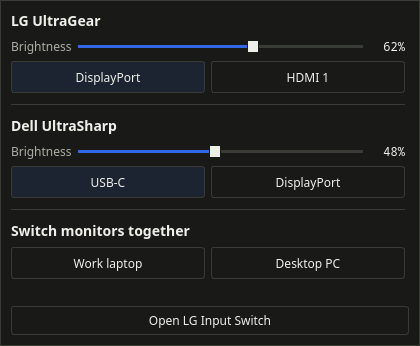 LG UltraGear
Brightness 62%
DisplayPort HDMI 1
Dell UltraSharp
Brightness 48%
USB-C DisplayPort
Switch monitors together
Work laptop Desktop PC
Open LG Input Switch